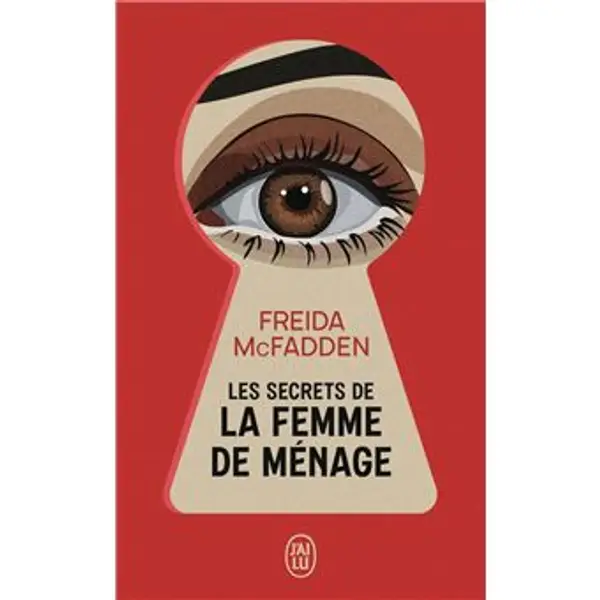 FREIDA
McFADDEN
LES SECRETS DE
LA FEMME
DE MÉNAGE
J'AI
LU